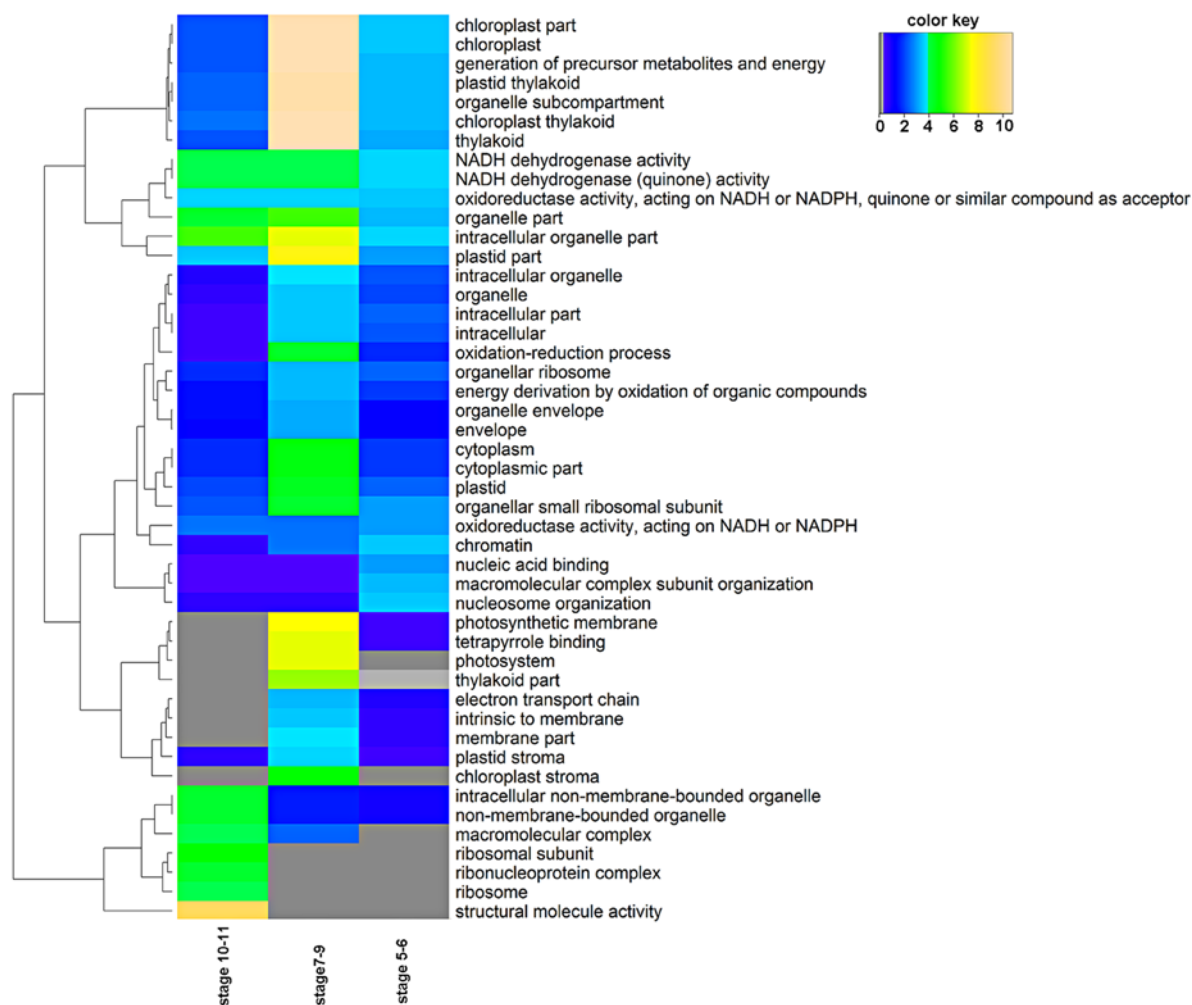 color key
0 2 4 6 8 10
chloroplast part
chloroplast
generation of precursor metabolites and energy
plastid thylakoid
organelle subcompartment
chloroplast thylakoid
thylakoid
NADH dehydrogenase activity
NADH dehydrogenase (quinone) activity
oxidoreductase activity, acting on NADH or NADPH, quinone or similar compound as acceptor
organelle part
intracellular organelle part
plastid part
intracellular organelle
organelle
intracellular part
intracellular
oxidation-reduction process
organellar ribosome
energy derivation by oxidation of organic compounds
organelle envelope
envelope
cytoplasm
cytoplasmic part
plastid
organellar small ribosomal subunit
oxidoreductase activity, acting on NADH or NADPH
chromatin
nucleic acid binding
macromolecular complex subunit organization
nucleosome organization
photosynthetic membrane
tetrapyrrole binding
photosystem
thylakoid part
electron transport chain
intrinsic to membrane
membrane part
plastid stroma
chloroplast stroma
intracellular non-membrane-bounded organelle
non-membrane-bounded organelle
macromolecular complex
ribosomal subunit
ribonucleoprotein complex
ribosome
structural molecule activity
stage 10-11
stage7-9
stage 5-6